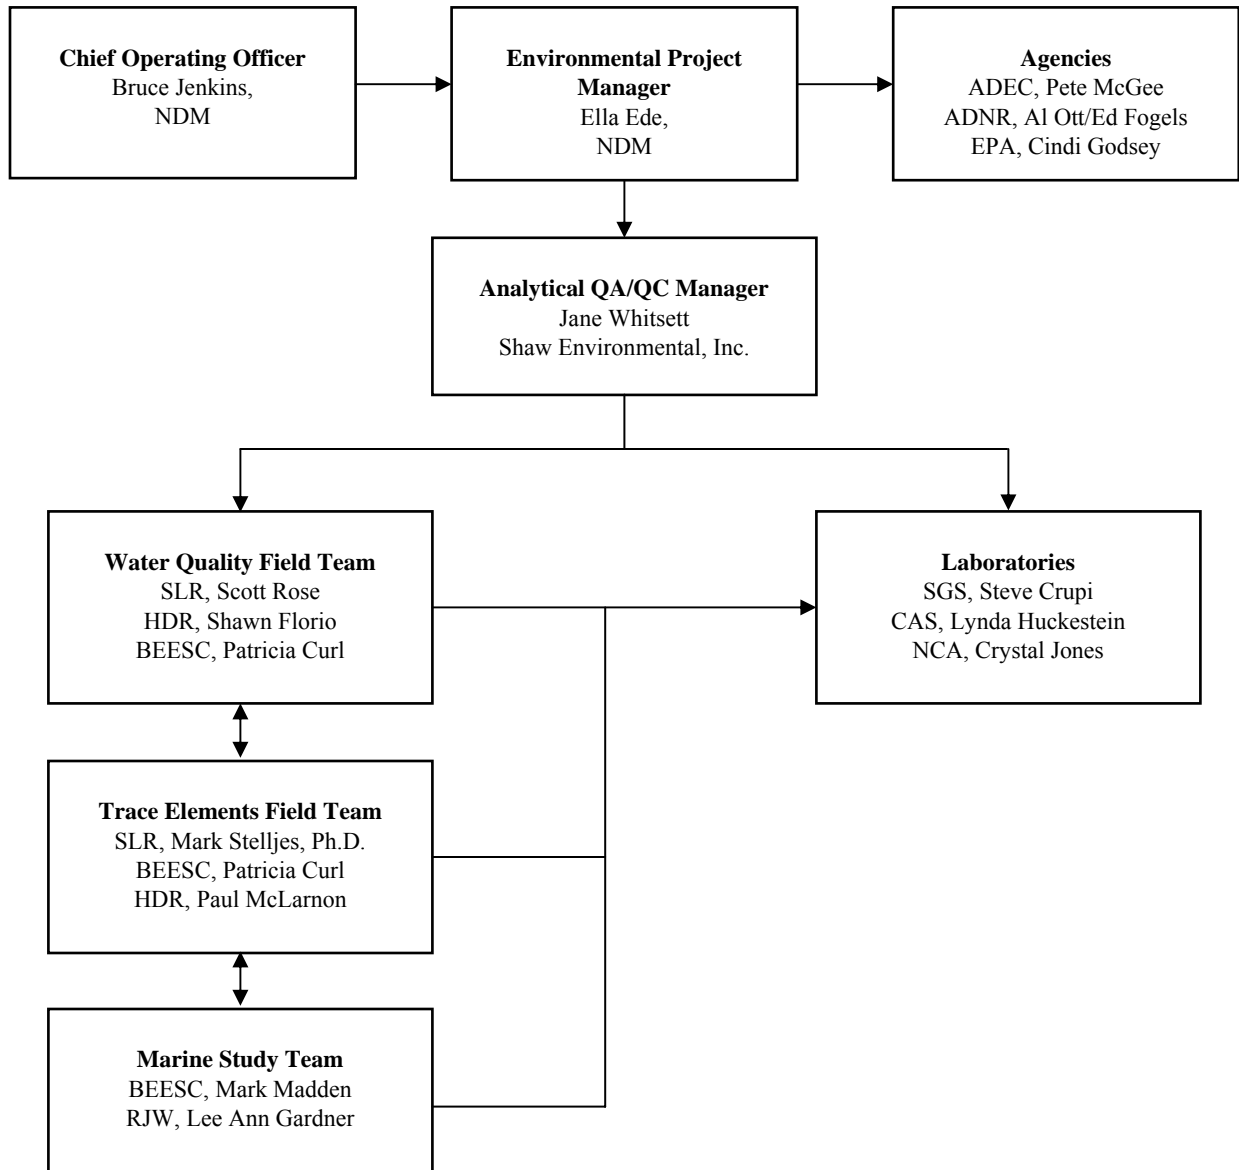 Chief Operating Officer
Bruce Jenkins,
NDM
Environmental Project
Manager
Ella Ede,
NDM
Agencies
ADEC, Pete McGee
ADNR, Al Ott/Ed Fogels
EPA, Cindi Godsey
Analytical QA/QC Manager
Jane Whitsett
Shaw Environmental, Inc.
Water Quality Field Team
SLR, Scott Rose
HDR, Shawn Florio
BEESC, Patricia Curl
Laboratories
SGS, Steve Crupi
CAS, Lynda Huckestein
NCA, Crystal Jones
Trace Elements Field Team
SLR, Mark Stelljes, Ph.D.
BEESC, Patricia Curl
HDR, Paul McLarnon
Marine Study Team
BEESC, Mark Madden
RJW, Lee Ann Gardner